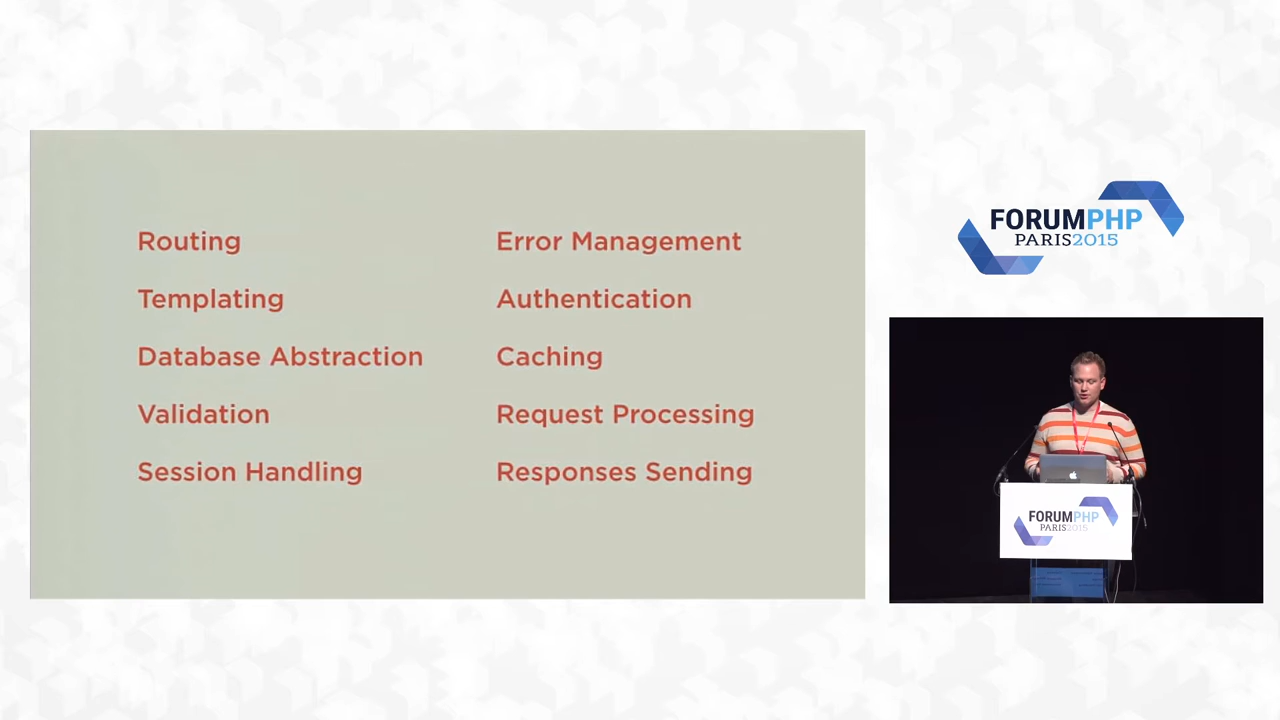 Routing
Templating
Database Abstraction
Validation
Session Handling
Error Management
Authentication
Caching
Request Processing
Responses Sending
FORUMPHP
PARIS2015
FORUMPHP
PARIS2015